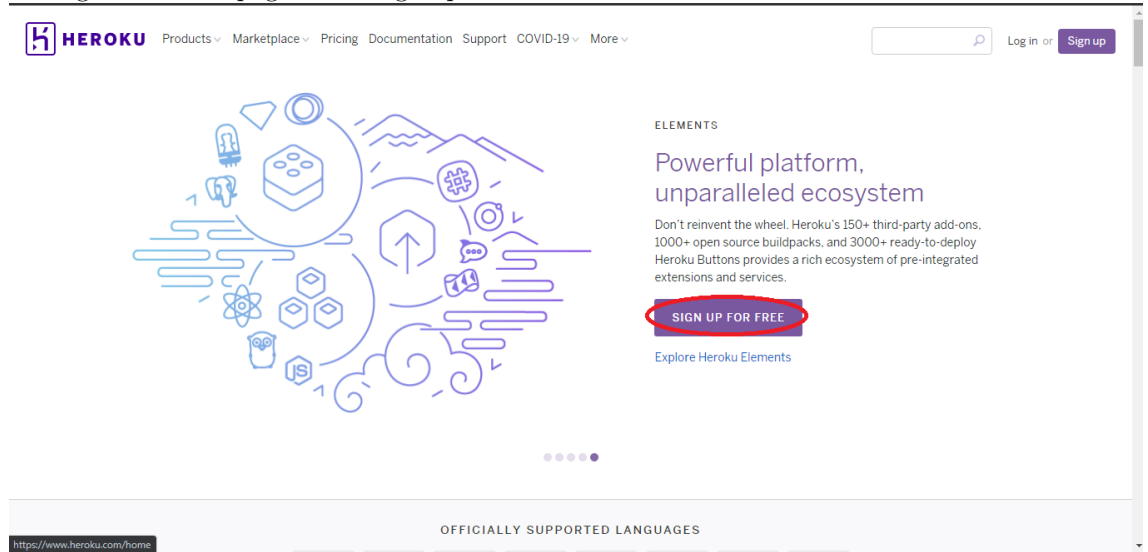 HEROKU Products Marketplace Pricing Documentation Support COVID-19 More Log in or Sign up
ELEMENTS
Powerful platform,
unparalleled ecosystem
Don't reinvent the wheel. Heroku's 150+ third-party add-ons,
1000+ open source buildpacks, and 3000+ ready-to-deploy
Heroku Buttons provides a rich ecosystem of pre-integrated
extensions and services.
SIGN UP FOR FREE
Explore Heroku Elements
JS
OFFICIALLY SUPPORTED LANGUAGES
https://www.heroku.com/home